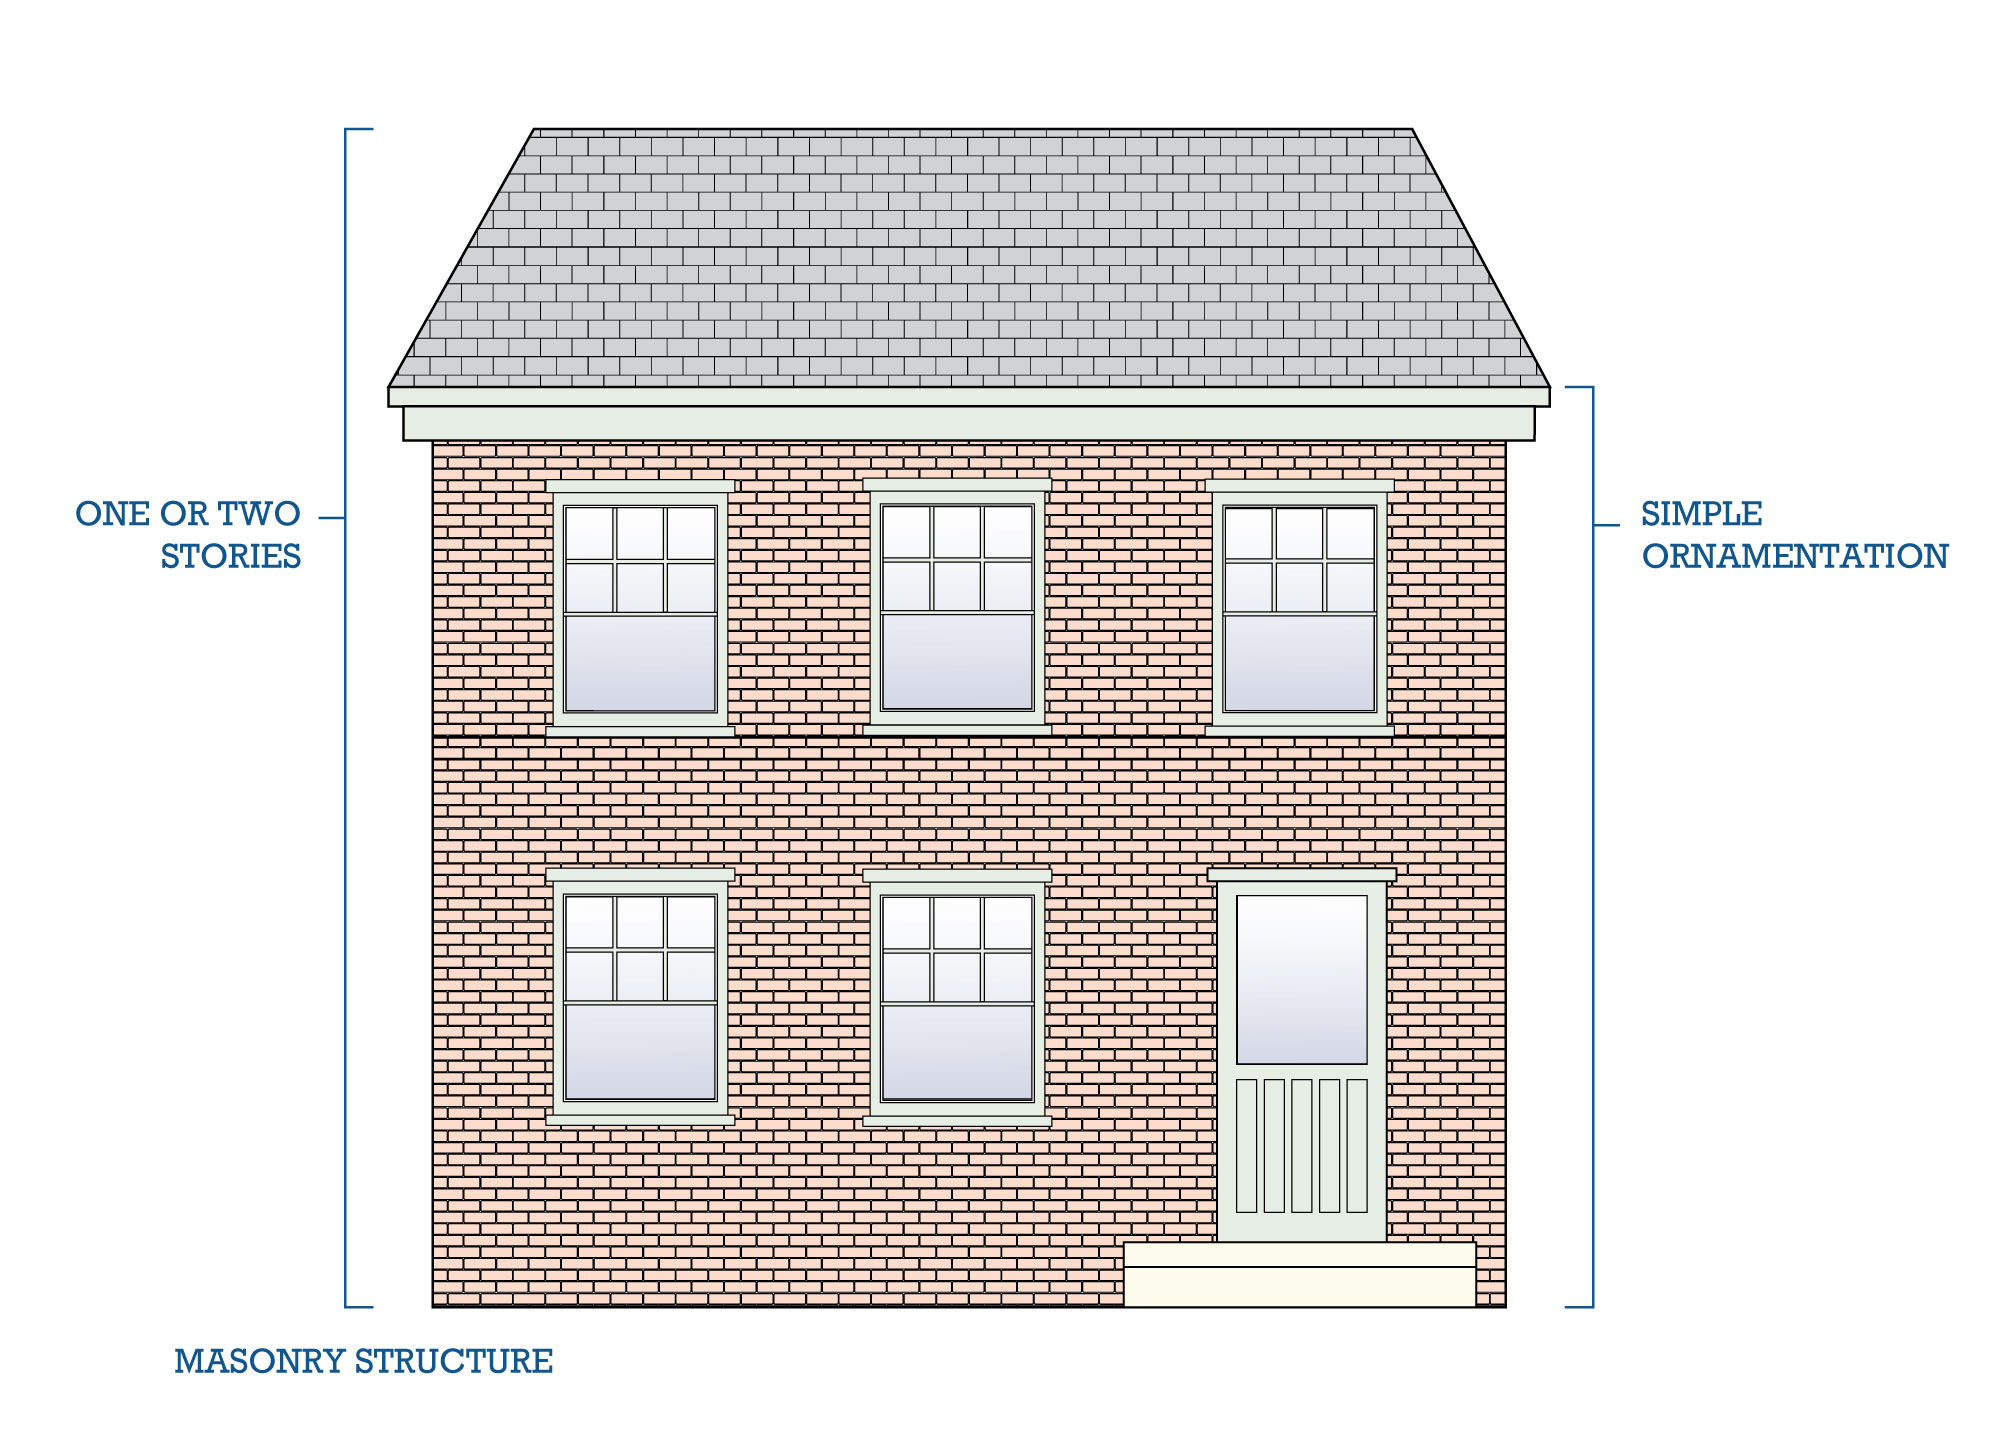 ONE OR TWO
STORIES
SIMPLE
ORNAMENTATION
MASONRY STRUCTURE